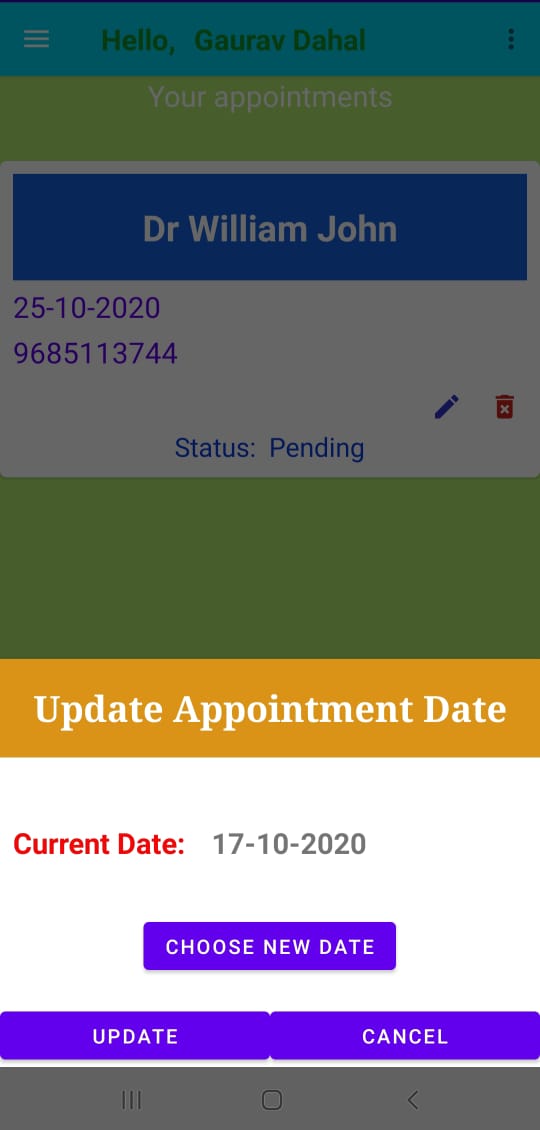 Hello, Gaurav Dahal
Your appointments
Dr William John
25-10-2020
9685113744
Status: Pending
Update Appointment Date
Current Date: 17-10-2020
CHOOSE NEW DATE
UPDATE CANCEL